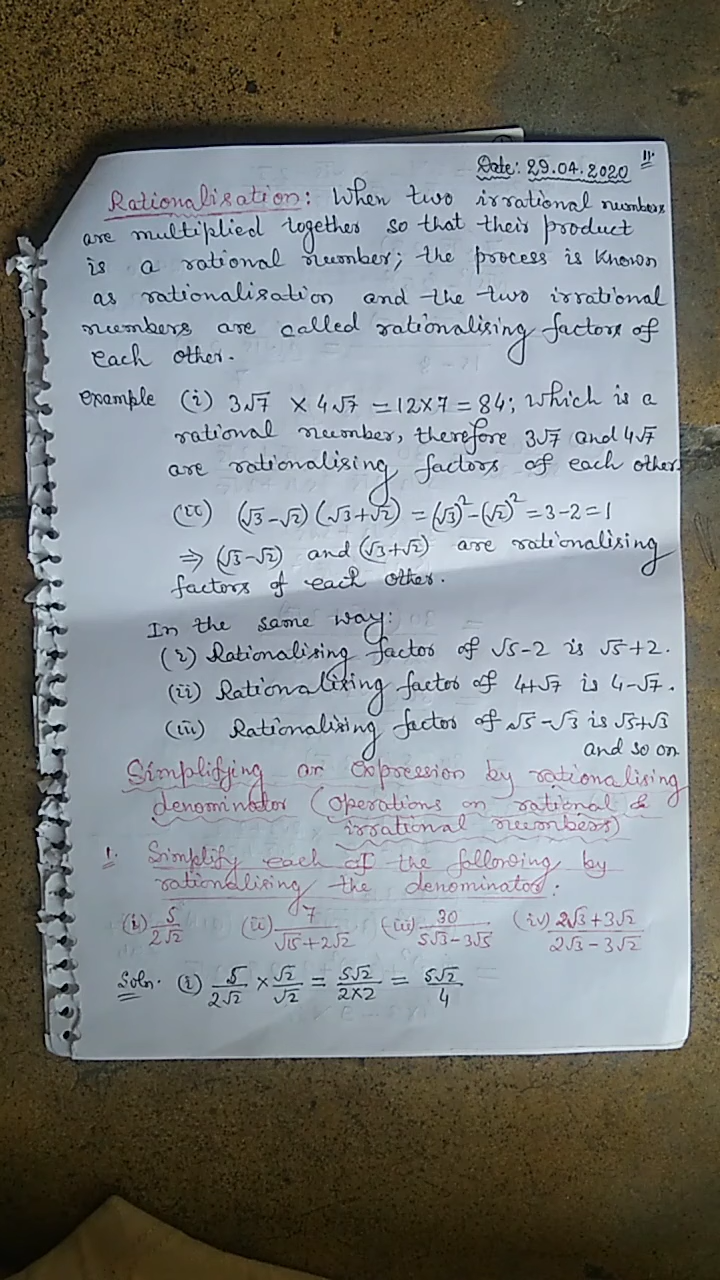 Date: 29.04.2020 11.
Rationalisation: When two irrational numbers
are multiplied together so that their product
is a rational number; the process is known
as rationalisation and the two irrational
numbers are called rationalising factors of
each other.
example (i) 3√7 × 4√7 = 12×7 = 84; which is a
rational number, therefore 3√7 and 4√7
are rationalising factors of each other.
(ii) (√3-√2) (√3+√2) = (√3)²-(√2)² = 3-2 = 1
⇒ (√3-√2) and (√3+√2) are rationalising
factors of each other.
In the same way:
(i) Rationalising factor of √5-2 is √5+2.
(ii) Rationalising factor of 4+√7 is 4-√7.
(iii) Rationalising factor of √5-√3 is √5+√3
and so on
Simplifying an expression by rationalising
denominator (operations on rational &
irrational numbers)
1. Simplify each of the following by
rationalising the denominator:
(i) 5/2√2 (ii) 7/√15+2√2 (iii) 30/5√3-3√5 (iv) 2√3+3√2/2√3-3√2
Soln. (i) 5/2√2 × √2/√2 = 5√2/2×2 = 5√2/4